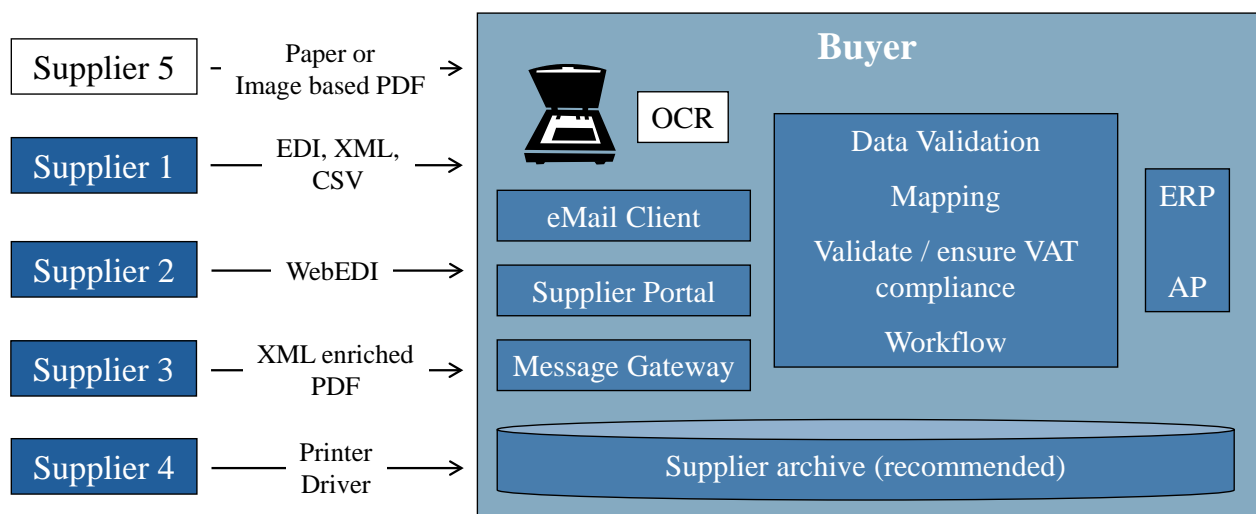 Supplier 5
Paper or
Image based PDF
Supplier 1
EDI, XML,
CSV
Supplier 2
WebEDI
Supplier 3
XML enriched
PDF
Supplier 4
Printer
Driver
Buyer
OCR
eMail Client
Supplier Portal
Message Gateway
Data Validation
Mapping
Validate / ensure VAT
compliance
Workflow
ERP
AP
Supplier archive (recommended)